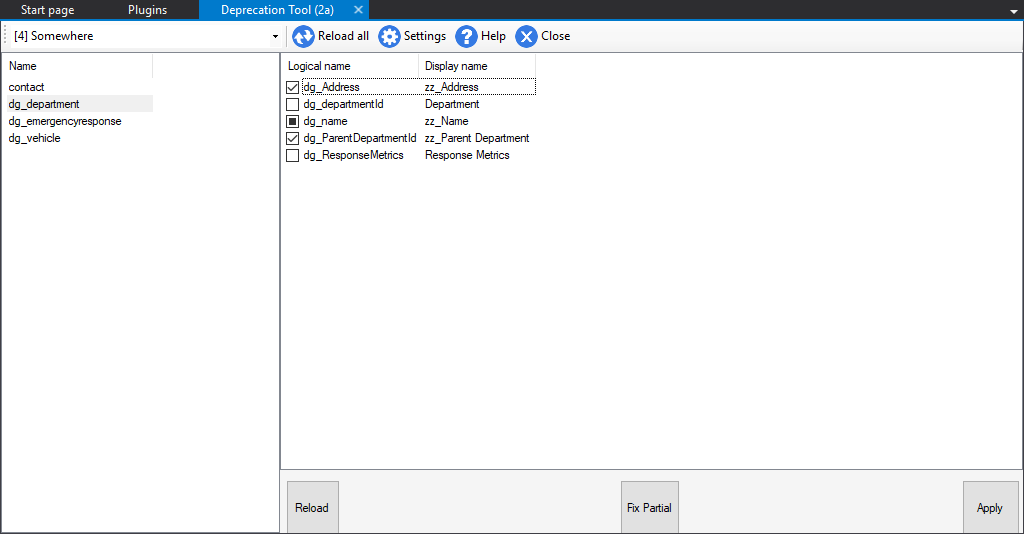 Start page Plugins Deprecation Tool (2a)
[4] Somewhere Reload all Settings Help Close
Name
contact
dg_department
dg_emergencyresponse
dg_vehicle
Logical name Display name
dg_Address zz_Address
dg_departmentId Department
dg_name zz_Name
dg_ParentDepartmentId zz_Parent Department
dg_ResponseMetrics Response Metrics
Reload Fix Partial Apply